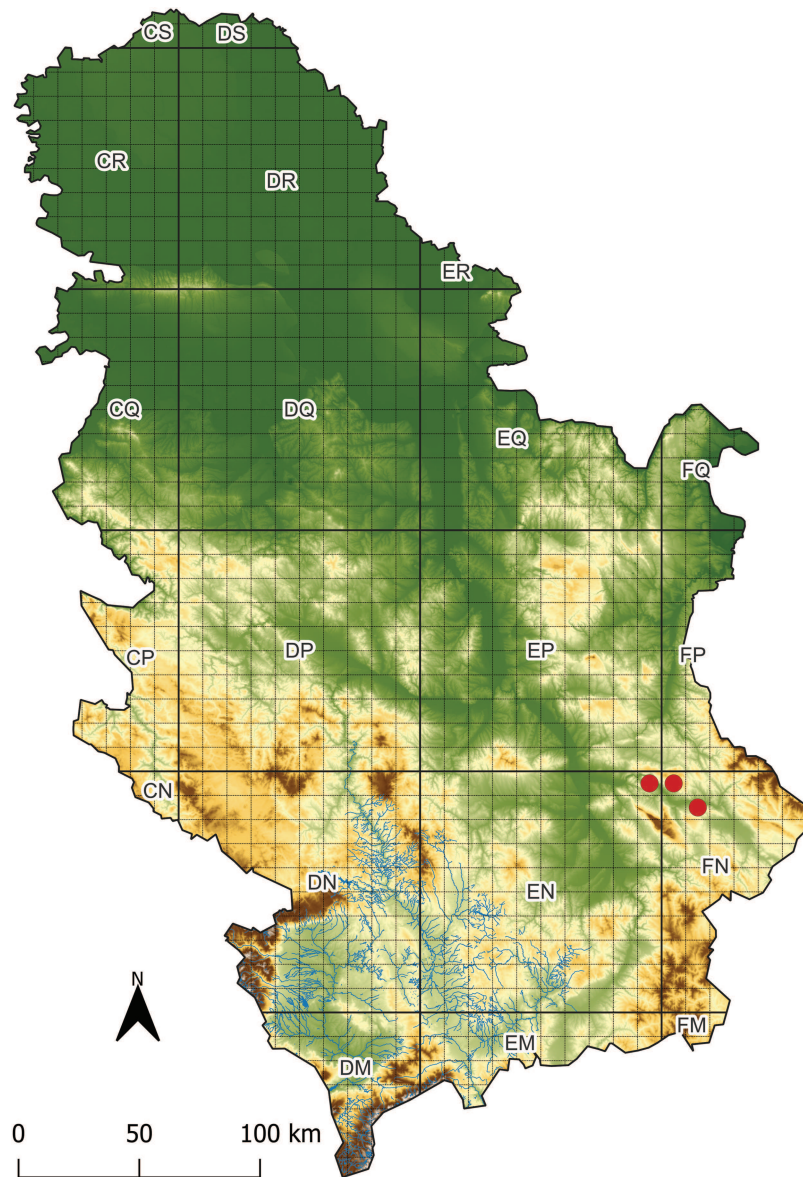 CS DS
CR
DR
ER
CQ DQ
EQ
FQ
CP DP EP FP
CN
FN
DN EN
N
FM
EM
DM
0 50 100 km